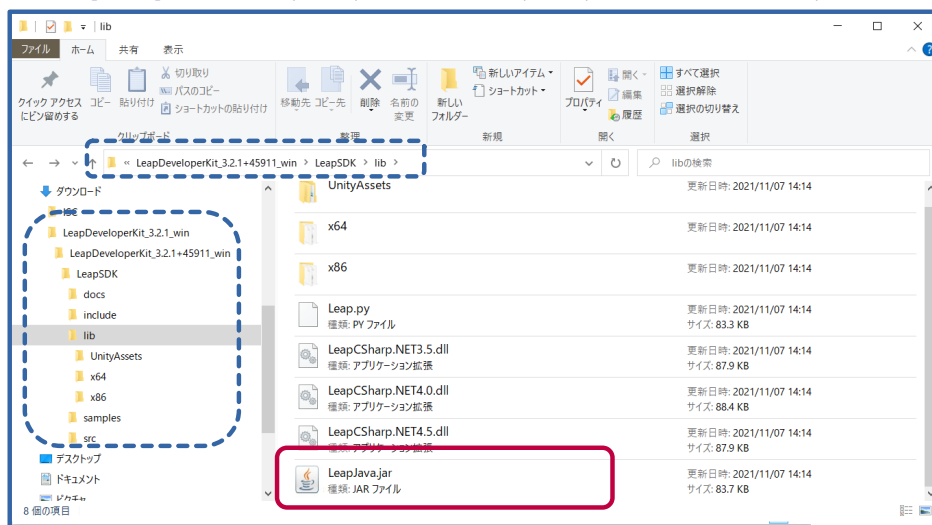 lib
ファイル ホーム 共有 表示
クイック アクセス
にピン留めする
コピー
貼り付け
切り取り
パスのコピー
ショートカットの貼り付け
クリップボード
移動先 コピー先 削除 名前の
変更
整理
新しい
フォルダー
新しいアイテム
ショートカット
新規
プロパティ
開く
編集
履歴
開く
すべて選択
選択解除
選択の切り替え
選択
« LeapDeveloperKit_3.2.1+45911_win › LeapSDK › lib ›
libの検索
ダウンロード
LeapDeveloperKit_3.2.1_win
LeapDeveloperKit_3.2.1+45911_win
LeapSDK
docs
include
lib
UnityAssets
x64
x86
samples
src
デスクトップ
ドキュメント
ピクチャ
UnityAssets 更新日時: 2021/11/07 14:14
x64 更新日時: 2021/11/07 14:14
x86 更新日時: 2021/11/07 14:14
Leap.py 更新日時: 2021/11/07 14:14
種類: PY ファイル サイズ: 83.3 KB
LeapCSharp.NET3.5.dll 更新日時: 2021/11/07 14:14
種類: アプリケーション拡張 サイズ: 87.9 KB
LeapCSharp.NET4.0.dll 更新日時: 2021/11/07 14:14
種類: アプリケーション拡張 サイズ: 88.4 KB
LeapCSharp.NET4.5.dll 更新日時: 2021/11/07 14:14
種類: アプリケーション拡張 サイズ: 87.9 KB
LeapJava.jar 更新日時: 2021/11/07 14:14
種類: JAR ファイル サイズ: 83.7 KB
8 個の項目